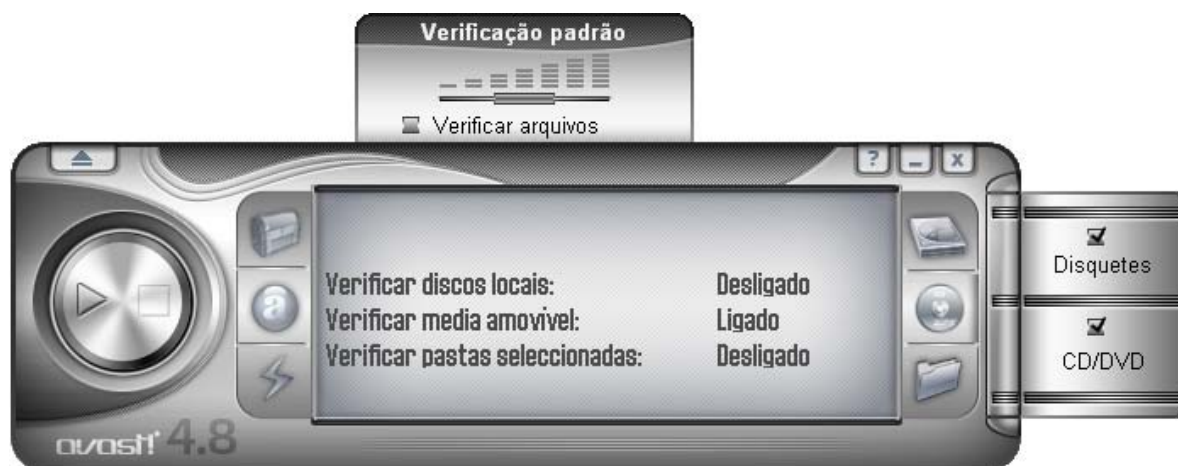 Verificação padrão
Verificar arquivos
?
_
x
Verificar discos locais: Desligado
Verificar media amovivel: Ligado
Verificar pastas seleccionadas: Desligado
Disquetes
CD/DVD
a
avast! 4.8